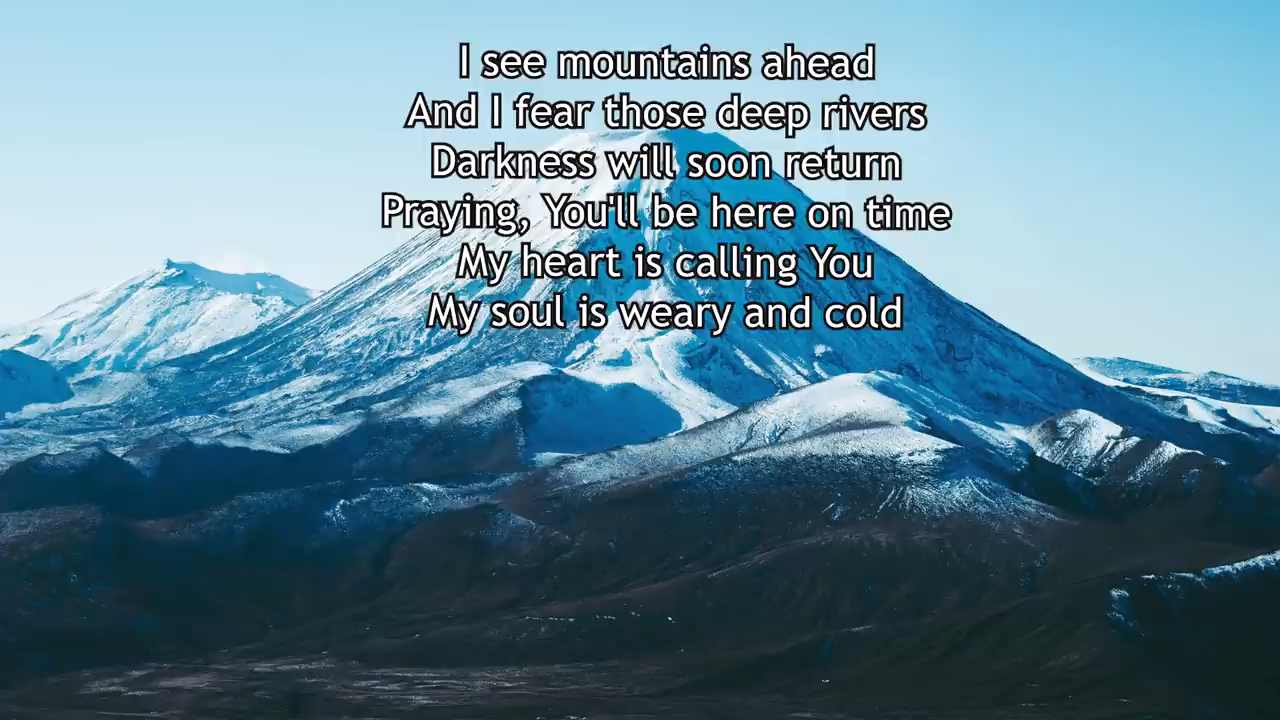 I see mountains ahead
And I fear those deep rivers
Darkness will soon return
Praying, You'll be here on time
My heart is calling You
My soul is weary and cold